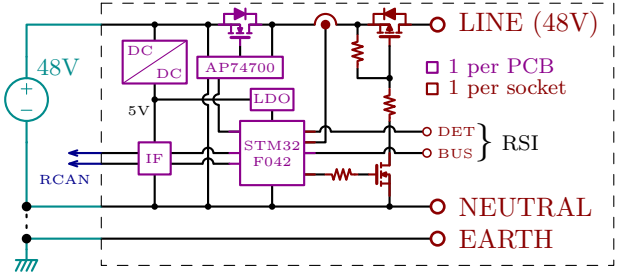 LINE (48V)
DC
DC
48V
AP74700
1 per PCB
1 per socket
LDO
5V
DET
STM32
F042
RSI
IF
BUS
RCAN
NEUTRAL
EARTH